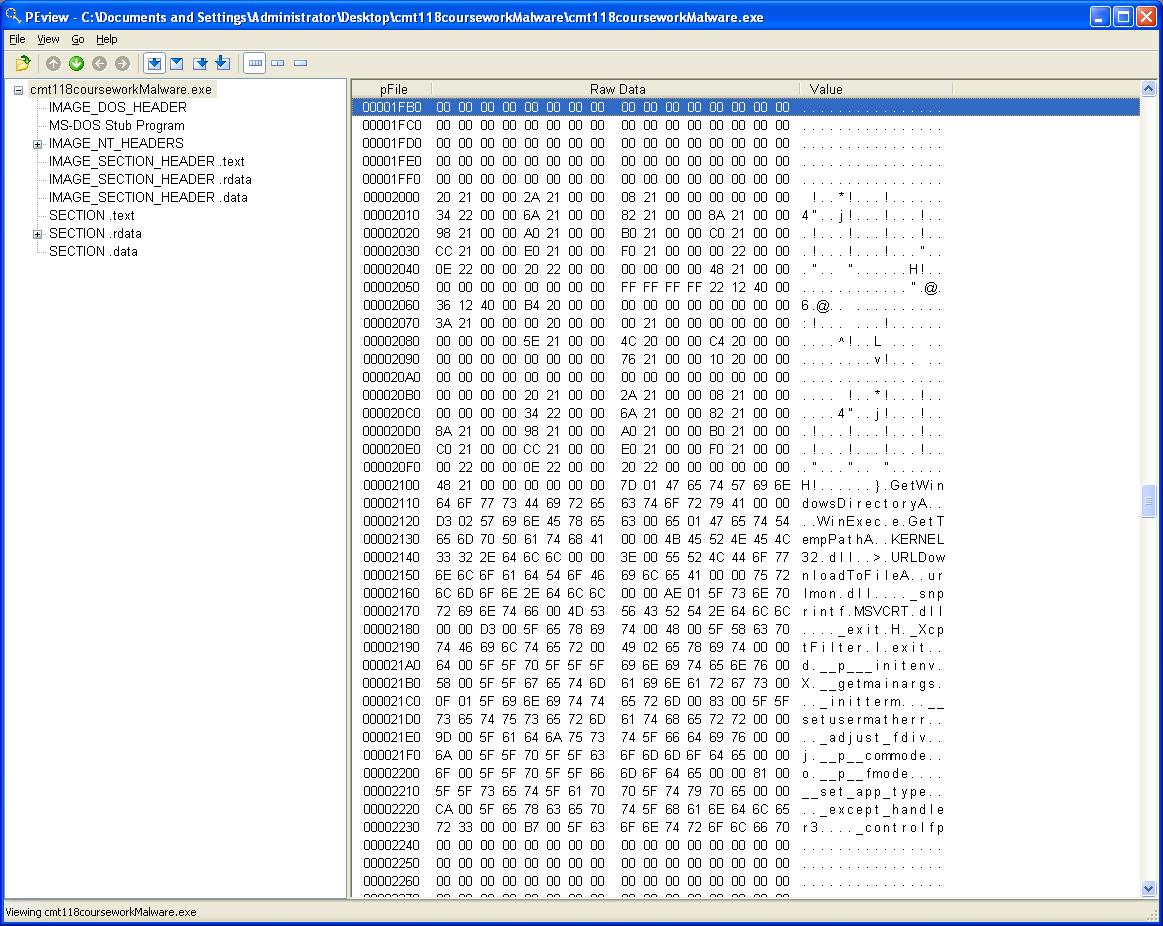 PEview - C:\Documents and Settings\Administrator\Desktop\cmt118courseworkMalware\cmt118courseworkMalware.exe
File View Go Help
cmt118courseworkMalware.exe
IMAGE_DOS_HEADER
MS-DOS Stub Program
IMAGE_NT_HEADERS
IMAGE_SECTION_HEADER .text
IMAGE_SECTION_HEADER .rdata
IMAGE_SECTION_HEADER .data
SECTION .text
SECTION .rdata
SECTION .data
pFile Raw Data Value
00001FB0 00 00 00 00 00 00 00 00 00 00 00 00 00 00 00 00 ................
00001FC0 00 00 00 00 00 00 00 00 00 00 00 00 00 00 00 00 ................
00001FD0 00 00 00 00 00 00 00 00 00 00 00 00 00 00 00 00 ................
00001FE0 00 00 00 00 00 00 00 00 00 00 00 00 00 00 00 00 ................
00001FF0 00 00 00 00 00 00 00 00 00 00 00 00 00 00 00 00 ................
00002000 20 21 00 00 2A 21 00 00 08 21 00 00 00 00 00 00 !..*!...!......
00002010 34 22 00 00 6A 21 00 00 82 21 00 00 8A 21 00 00 4"..j!...!...!..
00002020 98 21 00 00 A0 21 00 00 B0 21 00 00 C0 21 00 00 .!...!...!...!..
00002030 CC 21 00 00 E0 21 00 00 F0 21 00 00 00 22 00 00 .!...!...!..."..
00002040 0E 22 00 00 20 22 00 00 00 00 00 00 48 21 00 00 .".. "......H!..
00002050 00 00 00 00 00 00 00 00 FF FF FF FF 22 12 40 00 ............".@.
00002060 36 12 40 00 B4 20 00 00 00 00 00 00 00 00 00 00 6.@.. ..........
00002070 3A 21 00 00 00 20 00 00 00 21 00 00 00 00 00 00 :!... ...!......
00002080 00 00 00 00 5E 21 00 00 4C 20 00 00 C4 20 00 00 ....^!..L ... ..
00002090 00 00 00 00 00 00 00 00 76 21 00 00 10 20 00 00 ........v!... ..
000020A0 00 00 00 00 00 00 00 00 00 00 00 00 00 00 00 00 ................
000020B0 00 00 00 00 20 21 00 00 2A 21 00 00 08 21 00 00 .... !..*!...!..
000020C0 00 00 00 00 34 22 00 00 6A 21 00 00 82 21 00 00 ....4"..j!...!..
000020D0 8A 21 00 00 98 21 00 00 A0 21 00 00 B0 21 00 00 .!...!...!...!..
000020E0 C0 21 00 00 CC 21 00 00 E0 21 00 00 F0 21 00 00 .!...!...!...!..
000020F0 00 22 00 00 0E 22 00 00 20 22 00 00 00 00 00 00 ."...".. "......
00002100 48 21 00 00 00 00 00 00 7D 01 47 65 74 57 69 6E H!......}.GetWin
00002110 64 6F 77 73 44 69 72 65 63 74 6F 72 79 41 00 00 dowsDirectoryA..
00002120 D3 02 57 69 6E 45 78 65 63 00 65 01 47 65 74 54 ..WinExec.e.GetT
00002130 65 6D 70 50 61 74 68 41 00 00 4B 45 52 4E 45 4C empPathA..KERNEL
00002140 33 32 2E 64 6C 6C 00 00 3E 00 55 52 4C 44 6F 77 32.dll..>.URLDow
00002150 6E 6C 6F 61 64 54 6F 46 69 6C 65 41 00 00 75 72 nloadToFileA..ur
00002160 6C 6D 6F 6E 2E 64 6C 6C 00 00 AE 01 5F 73 6E 70 lmon.dll...._snp
00002170 72 69 6E 74 66 00 4D 53 56 43 52 54 2E 64 6C 6C rintf.MSVCRT.dll
00002180 00 00 D3 00 5F 65 78 69 74 00 48 00 5F 58 63 70 ...._exit.H._Xcp
00002190 74 46 69 6C 74 65 72 00 49 02 65 78 69 74 00 00 tFilter.I.exit..
000021A0 64 00 5F 5F 70 5F 5F 5F 69 6E 69 74 65 6E 76 00 d.__p___initenv.
000021B0 58 00 5F 5F 67 65 74 6D 61 69 6E 61 72 67 73 00 X.__getmainargs.
000021C0 0F 01 5F 69 6E 69 74 74 65 72 6D 00 83 00 5F 5F .._initterm...__
000021D0 73 65 74 75 73 65 72 6D 61 74 68 65 72 72 00 00 setusermatherr..
000021E0 9D 00 5F 61 64 6A 75 73 74 5F 66 64 69 76 00 00 .._adjust_fdiv..
000021F0 6A 00 5F 5F 70 5F 5F 63 6F 6D 6D 6F 64 65 00 00 j.__p__commode..
00002200 6F 00 5F 5F 70 5F 5F 66 6D 6F 64 65 00 00 81 00 o.__p__fmode....
00002210 5F 5F 73 65 74 5F 61 70 70 5F 74 79 70 65 00 00 __set_app_type..
00002220 CA 00 5F 65 78 63 65 70 74 5F 68 61 6E 64 6C 65 .._except_handle
00002230 72 33 00 00 B7 00 5F 63 6F 6E 74 72 6F 6C 66 70 r3...._controlfp
00002240 00 00 00 00 00 00 00 00 00 00 00 00 00 00 00 00 ................
00002250 00 00 00 00 00 00 00 00 00 00 00 00 00 00 00 00 ................
00002260 00 00 00 00 00 00 00 00 00 00 00 00 00 00 00 00 ................
Viewing cmt118courseworkMalware.exe